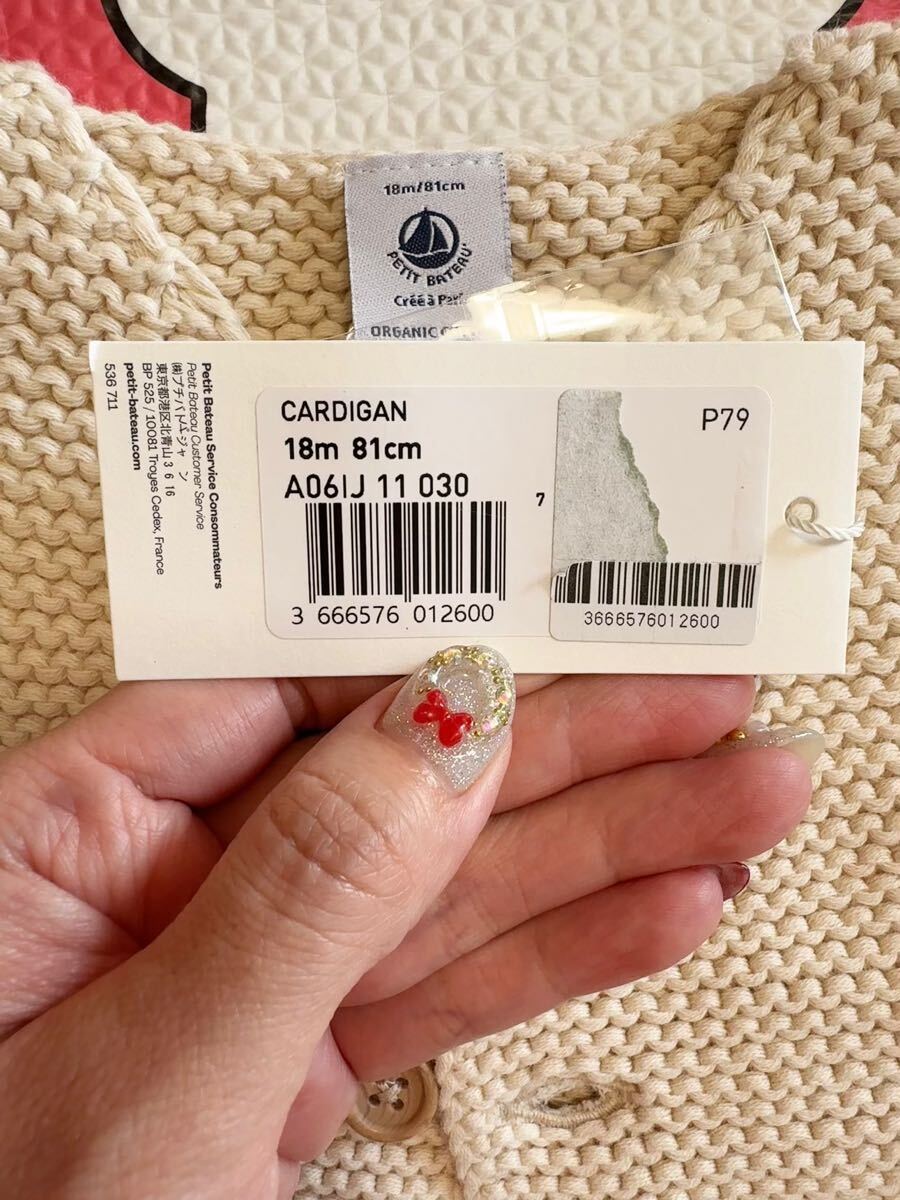 18m/81cm
PETIT BATEAU
Créé à
ORGANIC
Petit Bateau Service Consommateurs
Petit Bateau Customer Service
㈱プチバトー ジャパン
東京都港区北青山 3 6 16
BP 525 / 10081 Troyes Cedex, France
petit-bateau.com
536 711
CARDIGAN
18m 81cm
A06IJ 11 030
7
3 666576 012600
P79
3666576012600